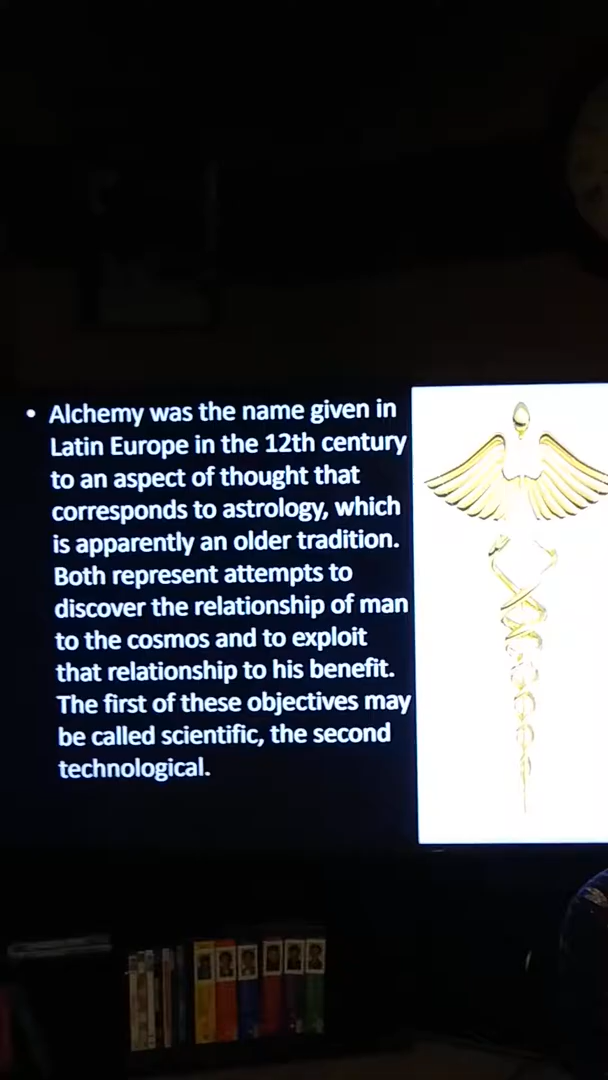 • Alchemy was the name given in
Latin Europe in the 12th century
to an aspect of thought that
corresponds to astrology, which
is apparently an older tradition.
Both represent attempts to
discover the relationship of man
to the cosmos and to exploit
that relationship to his benefit.
The first of these objectives may
be called scientific, the second
technological.